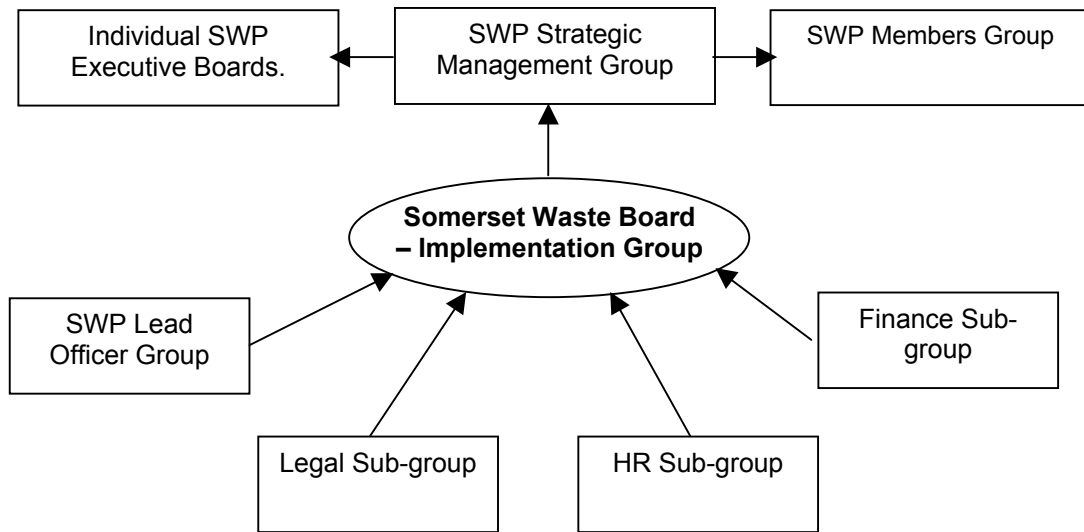 Individual SWP
Executive Boards.
SWP Strategic
Management Group
SWP Members Group
Somerset Waste Board
– Implementation Group
SWP Lead
Officer Group
Finance Sub-
group
Legal Sub-group
HR Sub-group